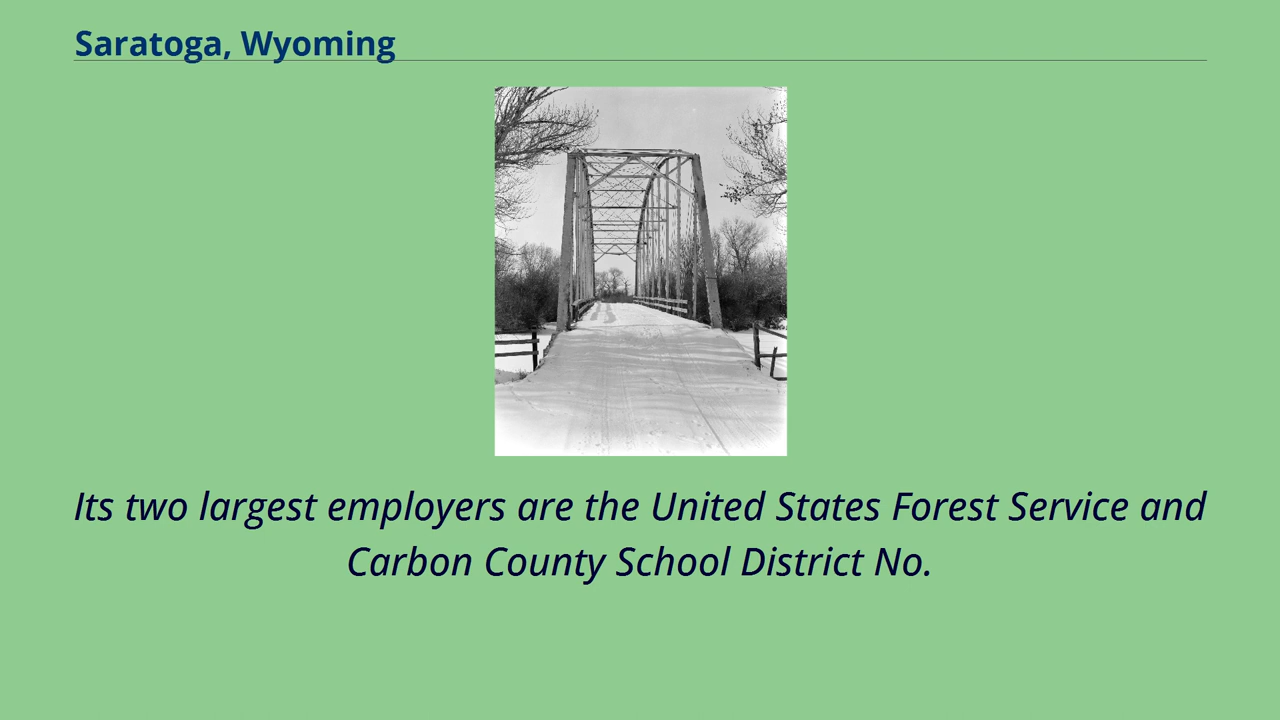 Saratoga, Wyoming
Its two largest employers are the United States Forest Service and
Carbon County School District No.